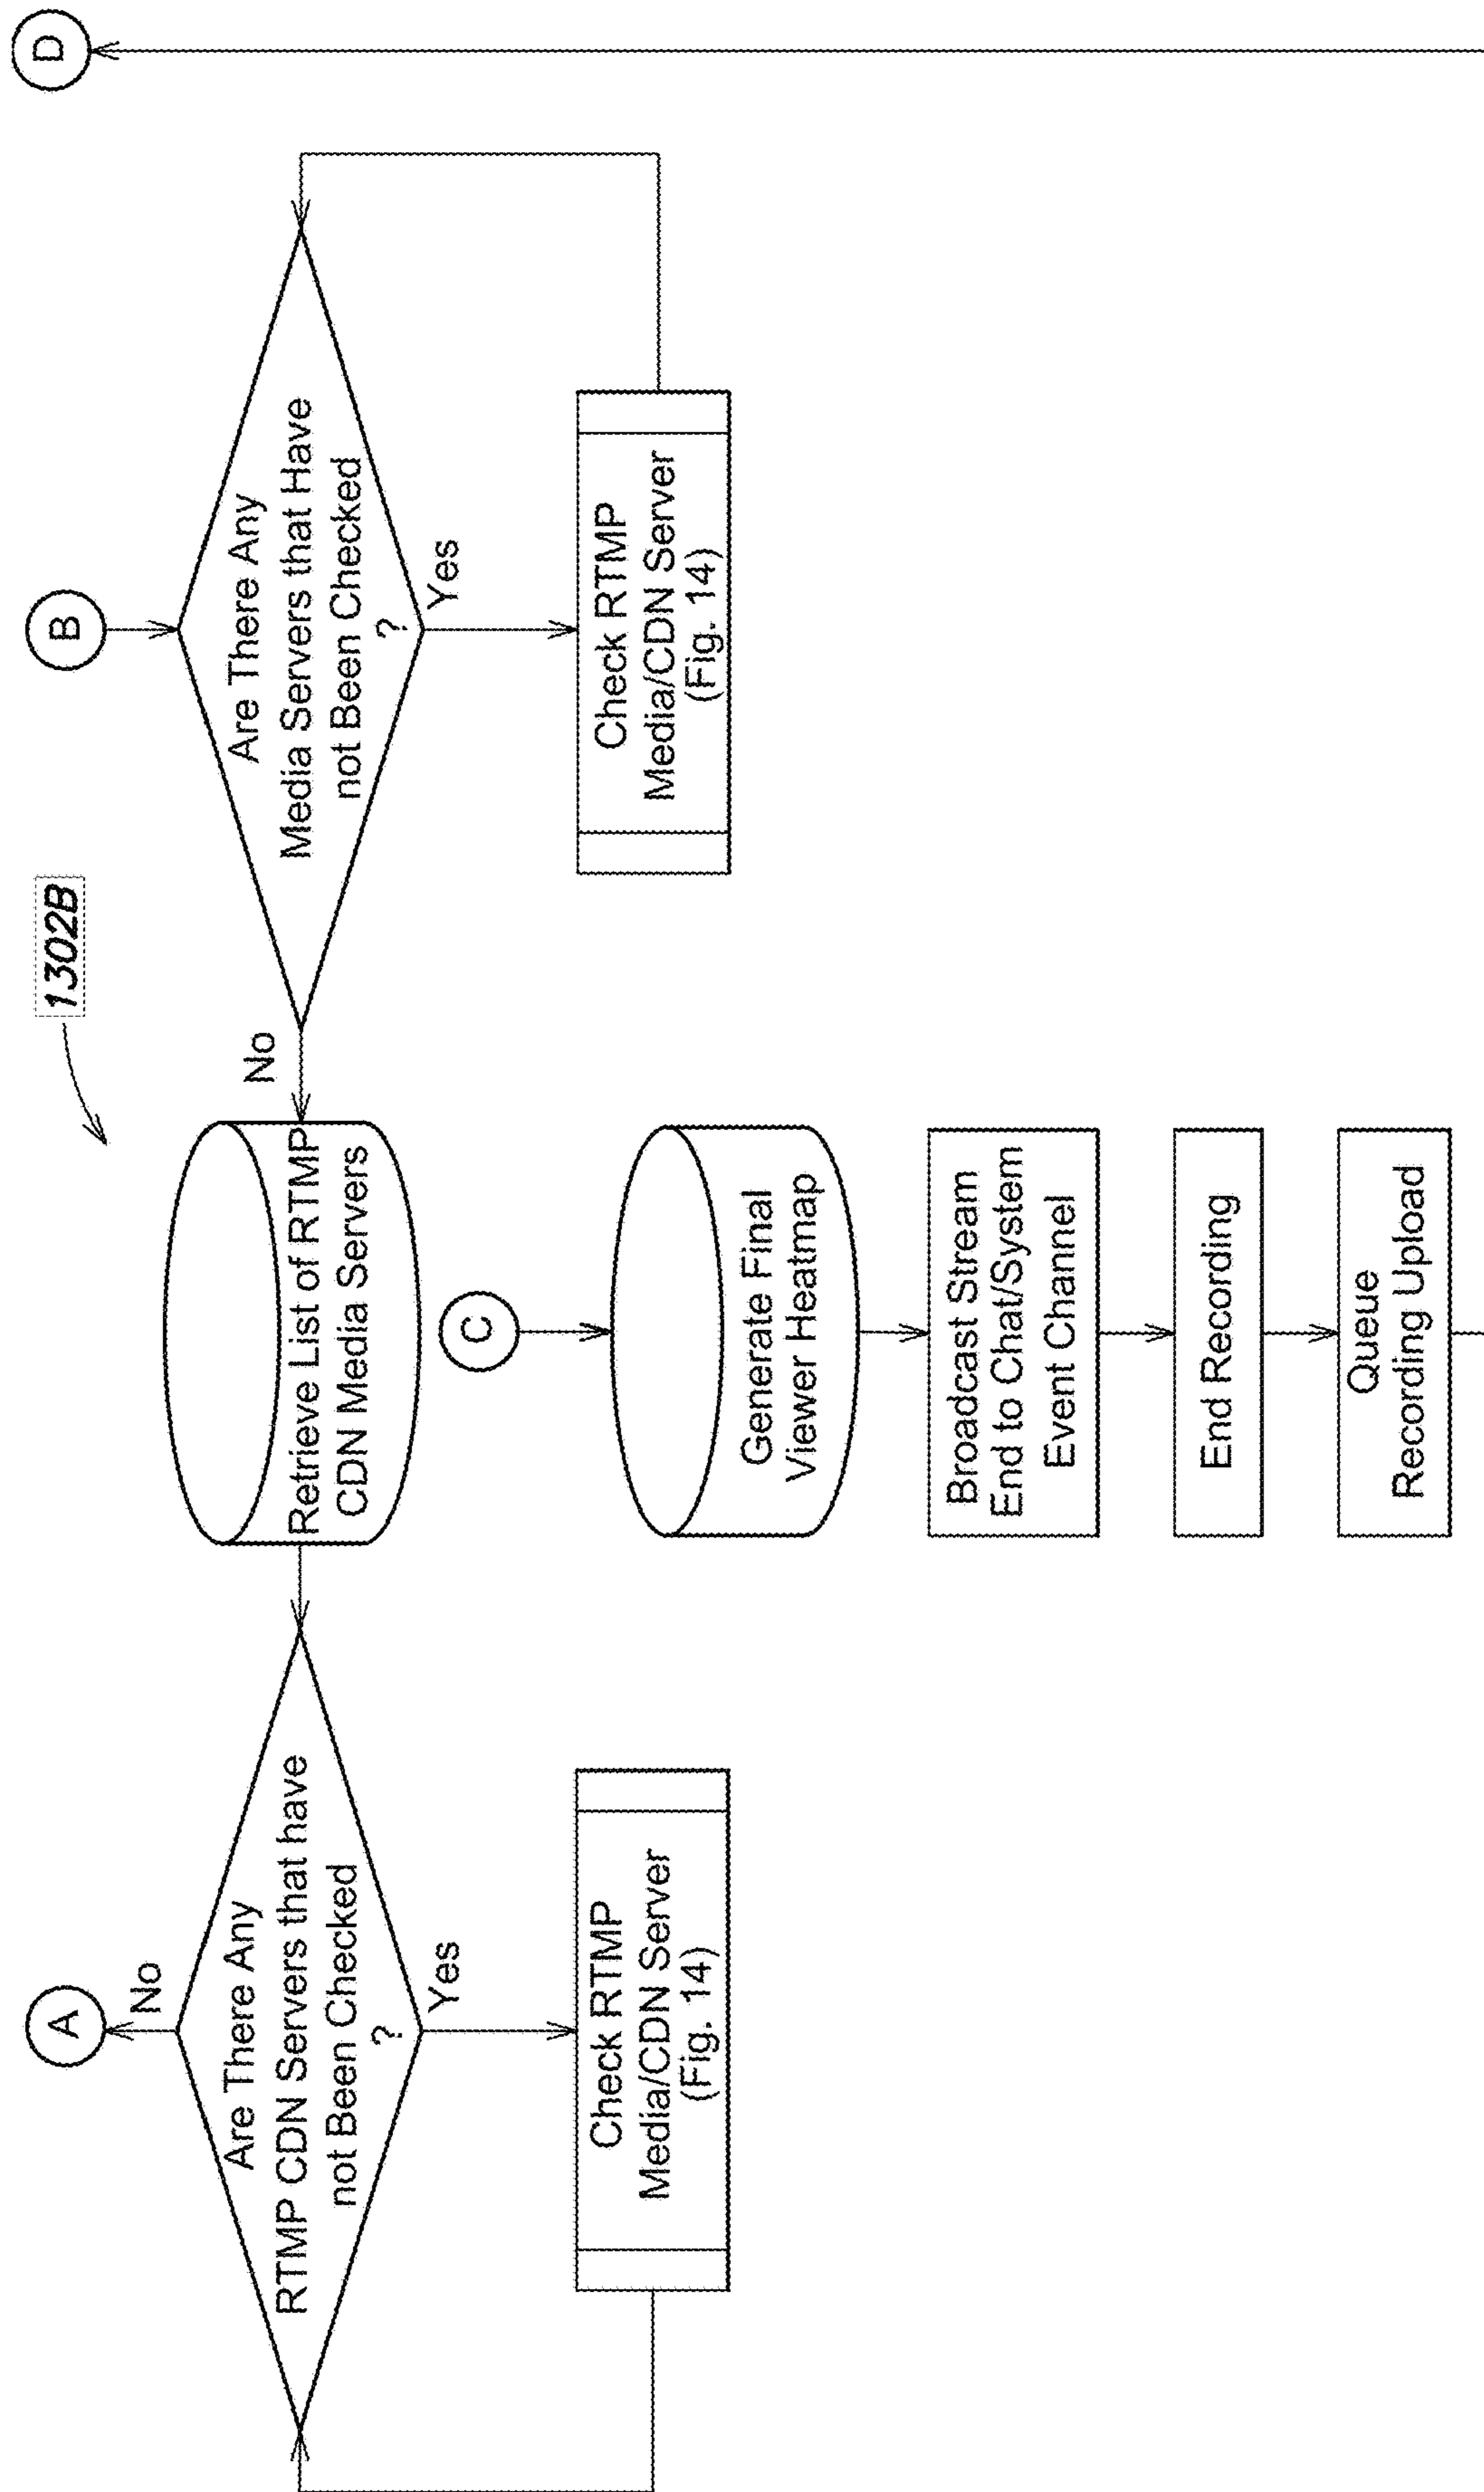 1302B
A
No
Are There Any
RTMP CDN Servers that have
not Been Checked
?
Yes
Check RTMP
Media/CDN Server
(Fig. 14)
Retrieve List of RTMP
CDN Media Servers
No
B
Are There Any
Media Servers that Have
not Been Checked
?
Yes
Check RTMP
Media/CDN Server
(Fig. 14)
C
Generate Final
Viewer Heatmap
Broadcast Stream
End to Chat/System
Event Channel
End Recording
Queue
Recording Upload
D